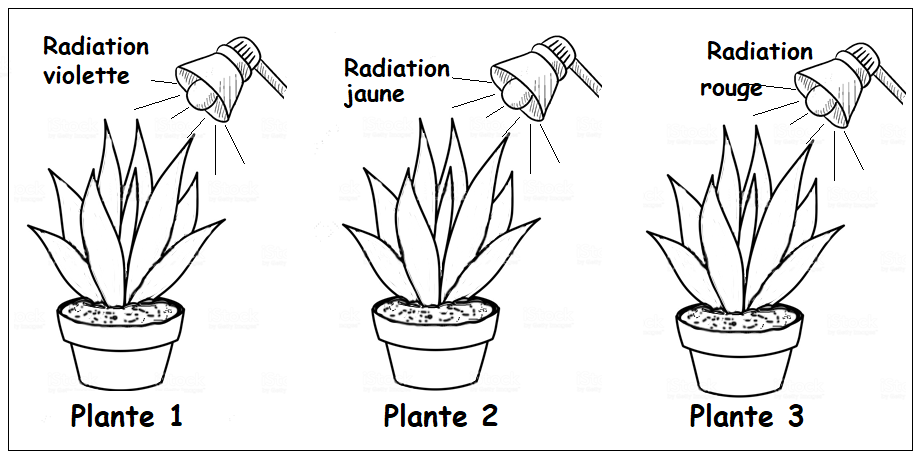 Radiation
violette
Radiation
jaune
Radiation
rouge
Plante 1
Plante 2
Plante 3